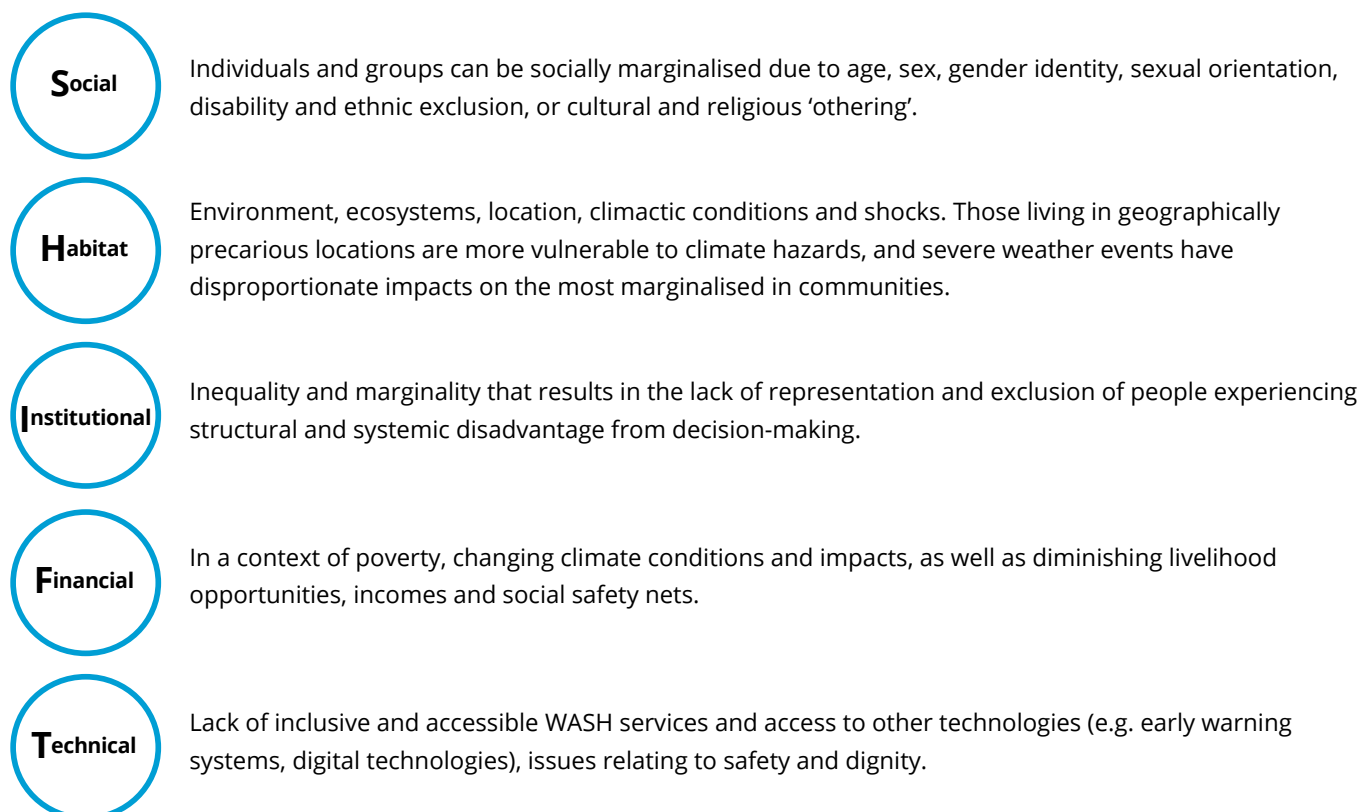 Social
Individuals and groups can be socially marginalised due to age, sex, gender identity, sexual orientation,
disability and ethnic exclusion, or cultural and religious ‘othering’.
Habitat
Environment, ecosystems, location, climactic conditions and shocks. Those living in geographically
precarious locations are more vulnerable to climate hazards, and severe weather events have
disproportionate impacts on the most marginalised in communities.
Institutional
Inequality and marginality that results in the lack of representation and exclusion of people experiencing
structural and systemic disadvantage from decision-making.
Financial
In a context of poverty, changing climate conditions and impacts, as well as diminishing livelihood
opportunities, incomes and social safety nets.
Technical
Lack of inclusive and accessible WASH services and access to other technologies (e.g. early warning
systems, digital technologies), issues relating to safety and dignity.